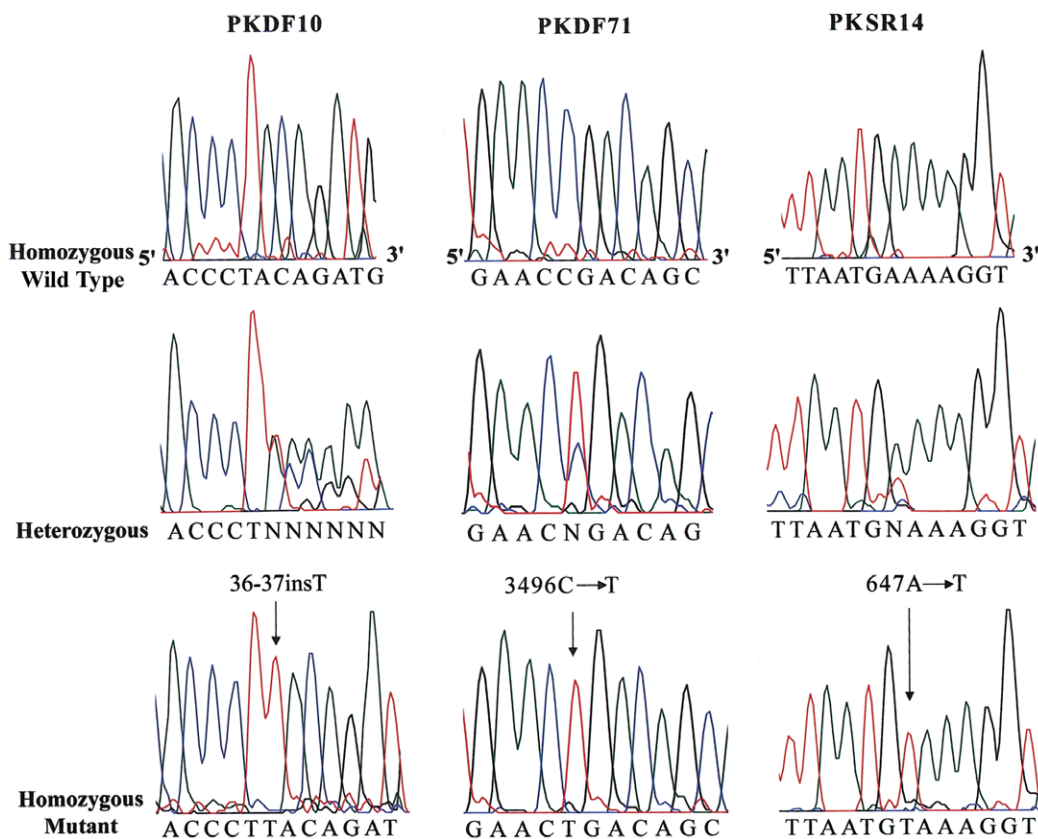 PKDF10 PKDF71 PKSR14
Homozygous
Wild Type
5' 3' 5' 3' 5' 3'
ACCCTACAGATG GAACCGACAGC TTAATGAAAAGGT
Heterozygous
ACCCTNNNNNNN GAACNGACAG TTAATGNAAAGGT
36-37insT 3496C→T 647A→T
Homozygous
Mutant
ACCCTTACAGAT GAACTGACAGC TTAATGTAAAGGT